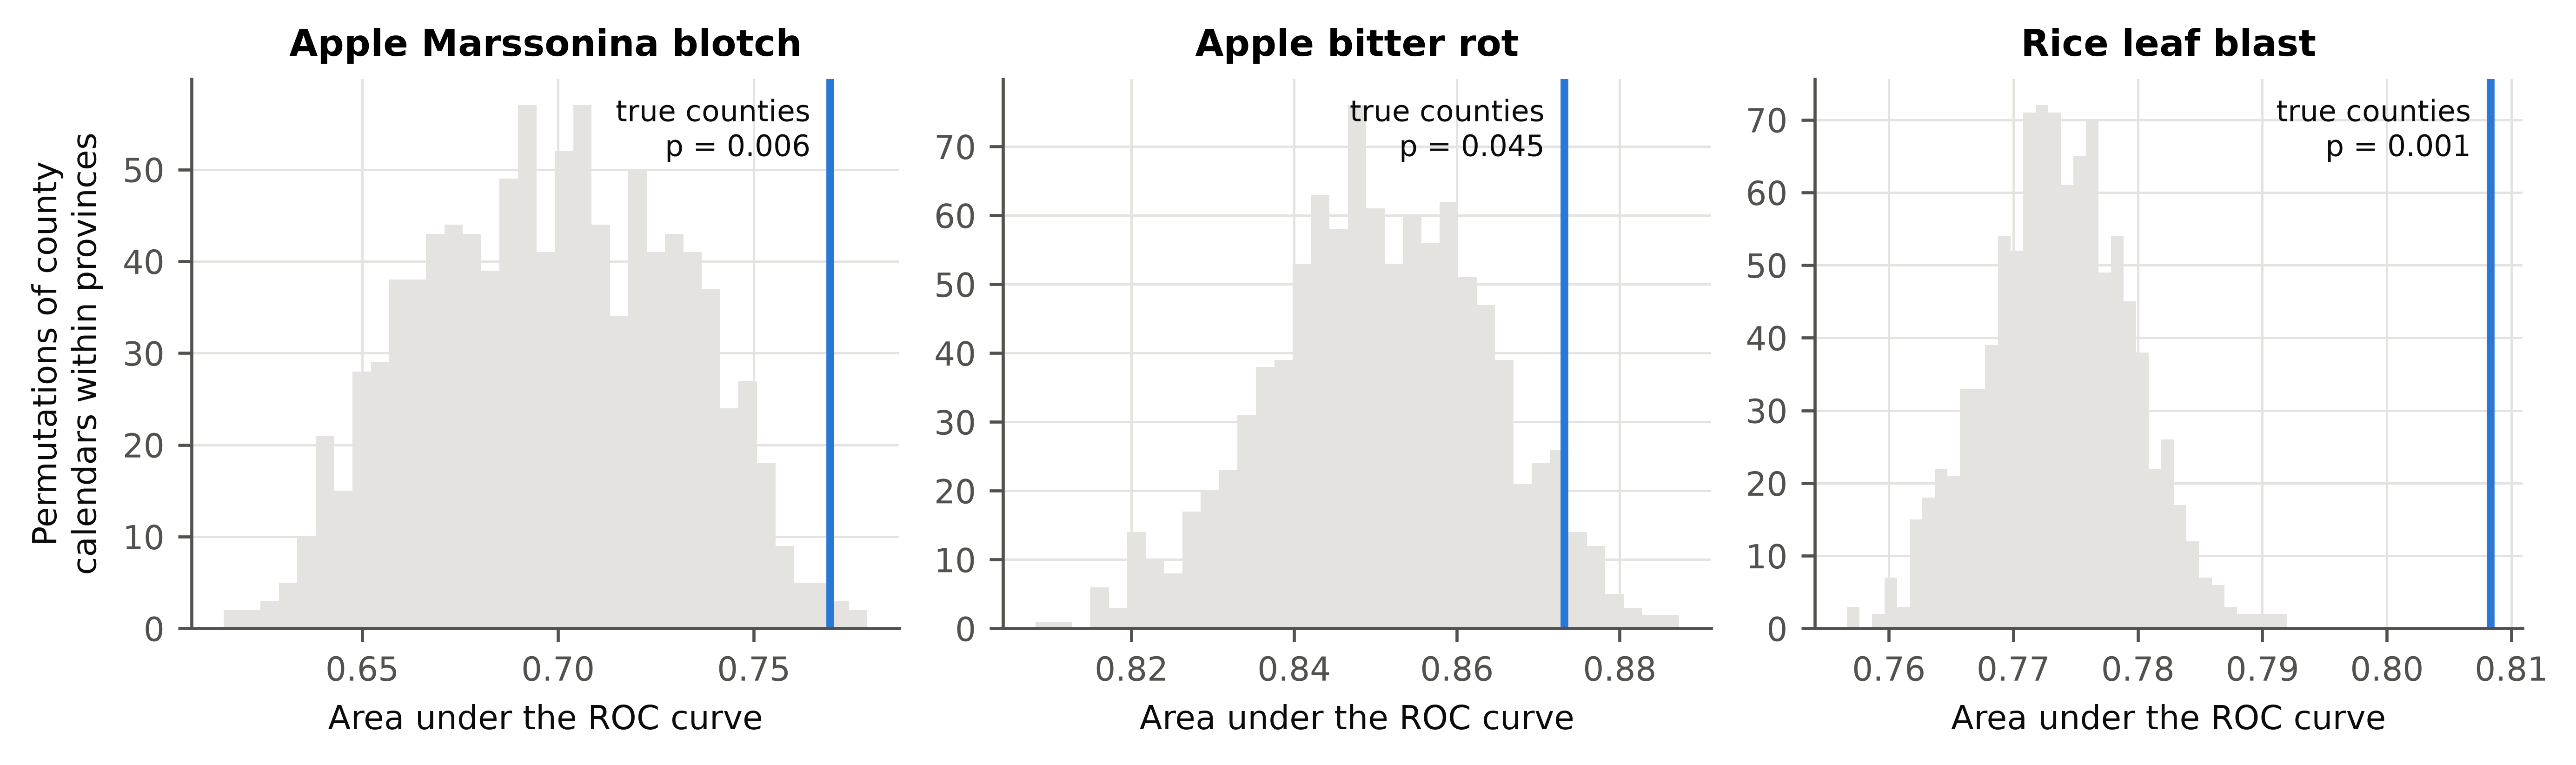 Apple Marssonina blotch
Permutations of county
calendars within provinces
50
40
30
20
10
0
true counties
p = 0.006
0.65 0.70 0.75
Area under the ROC curve
Apple bitter rot
70
60
50
40
30
20
10
0
true counties
p = 0.045
0.82 0.84 0.86 0.88
Area under the ROC curve
Rice leaf blast
70
60
50
40
30
20
10
0
true counties
p = 0.001
0.76 0.77 0.78 0.79 0.80 0.81
Area under the ROC curve